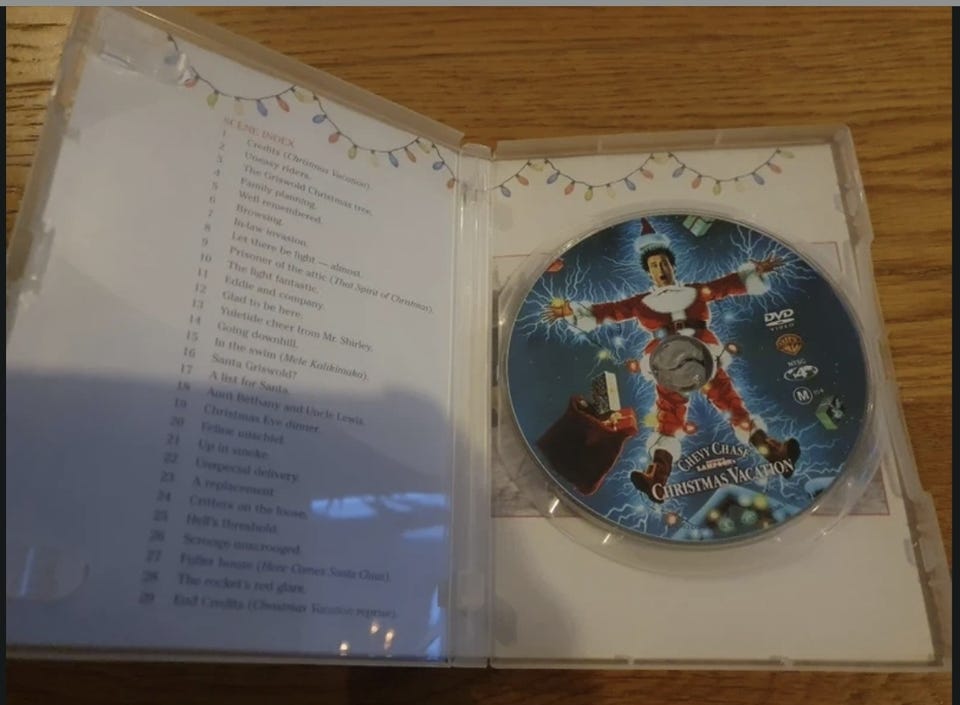 SCENE INDEX
1 Credits (Christmas Vacation).
2 Uneasy riders.
3 The Griswold Christmas tree.
4 Family planning.
5 Well remembered.
6 Browsing.
7 In-law invasion.
8 Let there be light — almost.
9 Prisoner of the attic (That Spirit of Christmas).
10 The light fantastic.
11 Eddie and company.
12 Glad to be here.
13 Yuletide cheer from Mr. Shirley.
14 Going downhill.
15 In the swim (Mele Kalikimaka).
16 Santa Griswold?
17 A list for Santa.
18 Aunt Bethany and Uncle Lewis.
19 Christmas Eve dinner.
20 Feline mischief.
21 Up in smoke.
22 Unspecial delivery.
23 A replacement
24 Critters on the loose.
25 Hell's threshold.
26 Scrooge unscrooged.
27 Fuller house (Here Comes Santa Claus).
28 The rocket's red glare.
29 End Credits (Christmas Vacation reprise).
DVD
VIDEO
NTSC
4
M
CHEVY CHASE
LAMPOON'S
CHRISTMAS VACATION